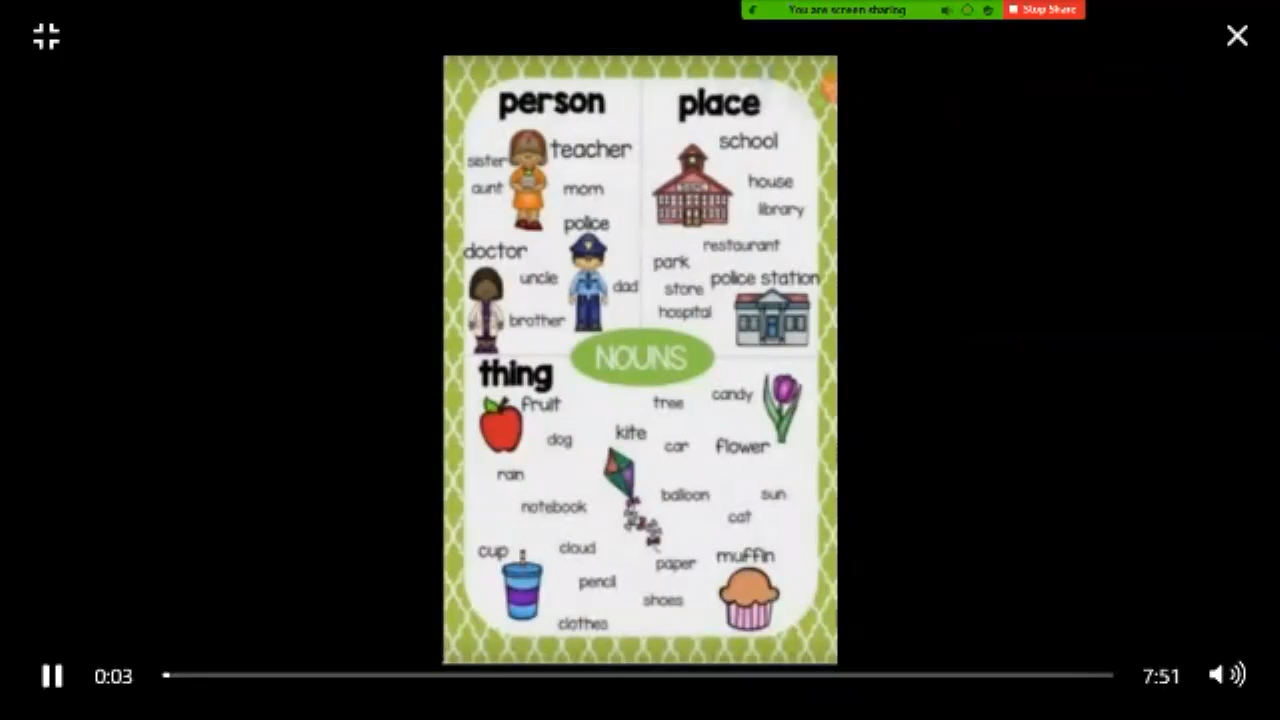 You are screen sharing
Stop Share
person
place
teacher
school
sister
aunt
mom
house
library
police
doctor
restaurant
park
uncle
police station
dad
store
brother
hospital
NOUNS
thing
fruit
tree
candy
dog
kite
car
flower
rain
notebook
balloon
sun
cat
cup
cloud
paper
muffin
pencil
shoes
clothes
0:03
7:51